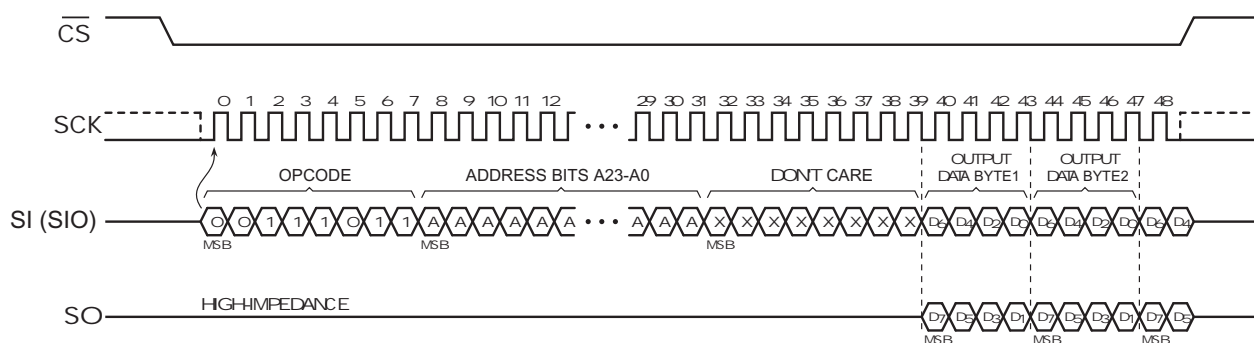 CS
0 1 2 3 4 5 6 7 8 9 10 11 12 29 30 31 32 33 34 35 36 37 38 39 40 41 42 43 44 45 46 47 48
SCK
OPCODE ADDRESS BITS A23-A0 DON'T CARE OUTPUT DATA BYTE1 OUTPUT DATA BYTE2
SI (SIO) 0 0 1 1 1 0 1 1 A A A A A A A A A X X X X X X X X D6 D4 D2 D0 D6 D4 D2 D0 D6 D4
MSB MSB MSB
HIGH-IMPEDANCE
SO D7 D5 D3 D1 D7 D5 D3 D1 D7 D5
MSB MSB MSB